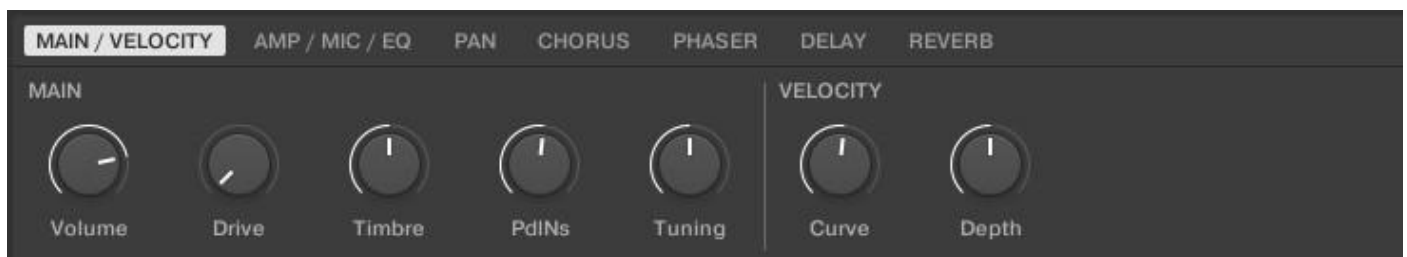 MAIN / VELOCITY AMP / MIC / EQ PAN CHORUS PHASER DELAY REVERB
MAIN VELOCITY
Volume Drive Timbre PdlNs Tuning Curve Depth